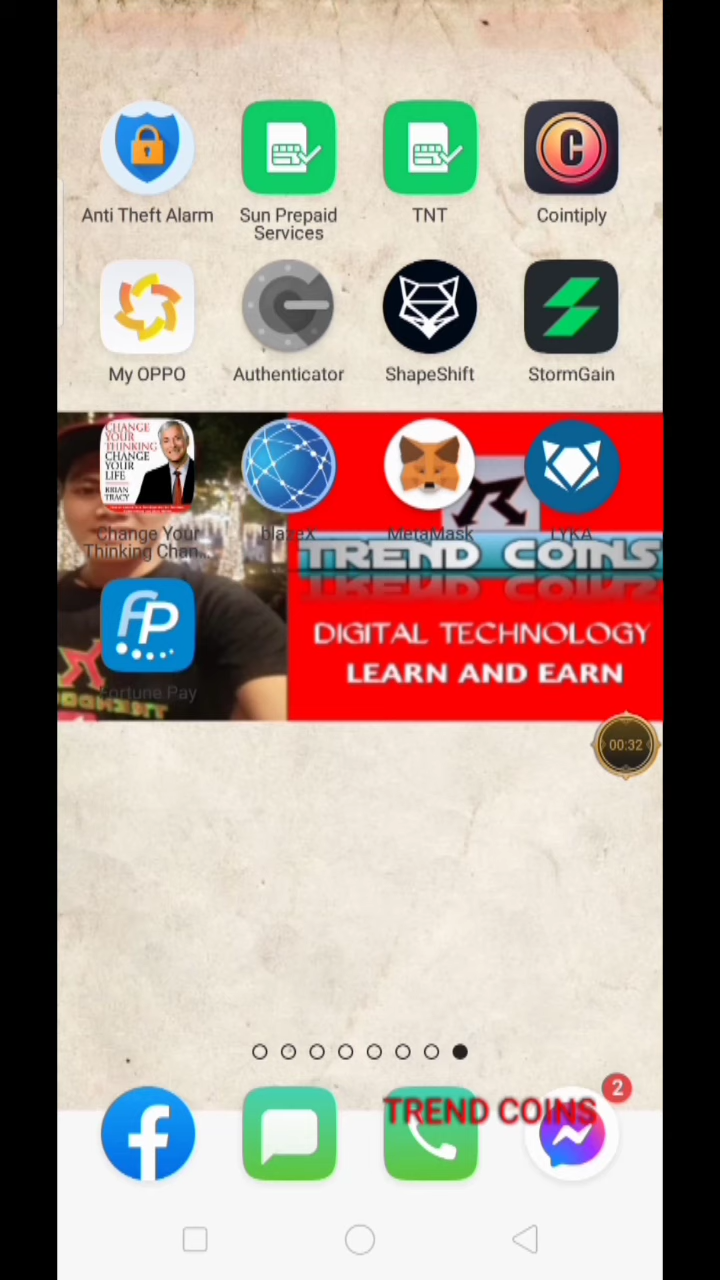 Anti Theft Alarm
Sun Prepaid Services
TNT
Cointiply
My OPPO
Authenticator
ShapeShift
StormGain
CHANGE YOUR THINKING CHANGE YOUR LIFE
BRIAN TRACY
Change Your Thinking Chan...
blazeX
MetaMask
LYKA
TREND COINS
FP
Fortune Pay
DIGITAL TECHNOLOGY
LEARN AND EARN
00:32
2
TREND COINS